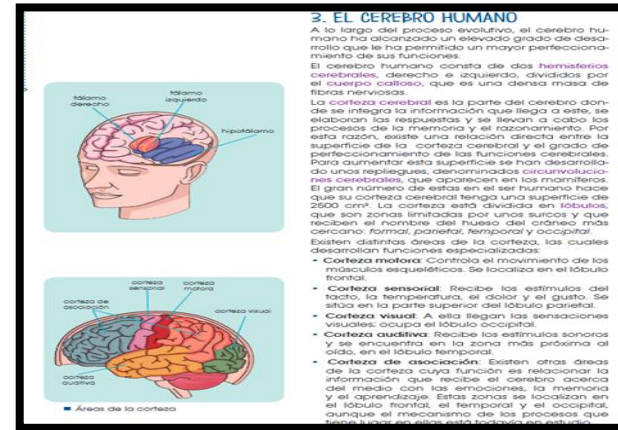 3. EL CEREBRO HUMANO
A lo largo del proceso evolutivo, el cerebro hu-
mano ha alcanzado un elevado grado de desa-
rrollo que le ha permitido un mayor perfecciona-
miento de sus funciones.
El cerebro humano consta de dos hemisferios
cerebrales, derecho e izquierdo, divididos por
el cuerpo calloso, que es una densa masa de
fibras nerviosas.
La corteza cerebral es la parte del cerebro don-
de se integra la información que llega a este, se
elaboran las respuestas y se llevan a cabo los
procesos de la memoria y el razonamiento. Por
esta razón, existe una relación directa entre la
superficie de la corteza cerebral y el grado de
perfeccionamiento de las funciones cerebrales.
Para aumentar esta superficie se han desarrolla-
do unos repliegues, denominados circunvolucio-
nes cerebrales, que aparecen en los mamíferos.
El gran número de estas en el ser humano hace
que su corteza cerebral tenga una superficie de
2500 cm². La corteza está dividida en lóbulos,
que son zonas limitadas por unos surcos y que
reciben el nombre del hueso del cráneo más
cercano: formal, parietal, temporal y occipital.
Existen distintas áreas de la corteza, las cuales
desarrollan funciones especializadas:
• Corteza motora: Controla el movimiento de los
músculos esqueléticos. Se localiza en el lóbulo
frontal.
• Corteza sensorial: Recibe los estímulos del
tacto, la temperatura, el dolor y el gusto. Se
sitúa en la parte superior del lóbulo parietal.
• Corteza visual: A ella llegan las sensaciones
visuales; ocupa el lóbulo occipital.
• Corteza auditiva: Recibe los estímulos sonoros
y se encuentra en la zona más próxima al
oído, en el lóbulo temporal.
• Corteza de asociación: Existen otras áreas
de la corteza cuya función es relacionar la
información que recibe el cerebro acerca
del medio con las emociones, la memoria
y el aprendizaje. Estas zonas se localizan en
el lóbulo frontal, el temporal y el occipital,
aunque el mecanismo de los procesos que
tiene lugar en ellas está todavía en estudio
tálamo
derecho
tálamo
izquierdo
hipotálamo
corteza
sensorial
corteza
motora
corteza de
asociación
corteza visual
corteza
auditiva
■ Áreas de la corteza